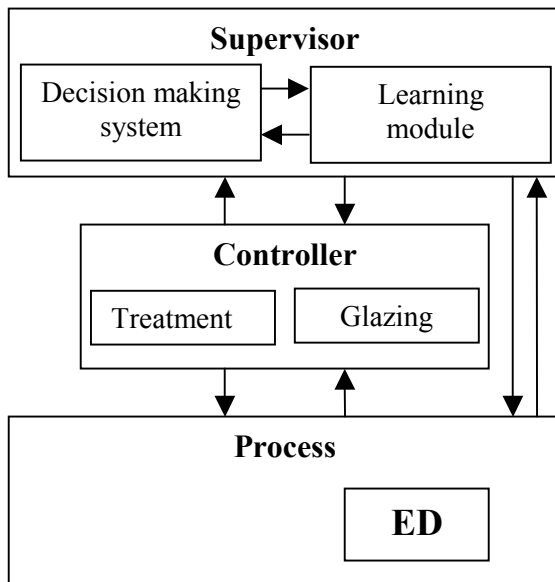 Supervisor
Decision making
system
Learning
module
Controller
Treatment
Glazing
Process
ED